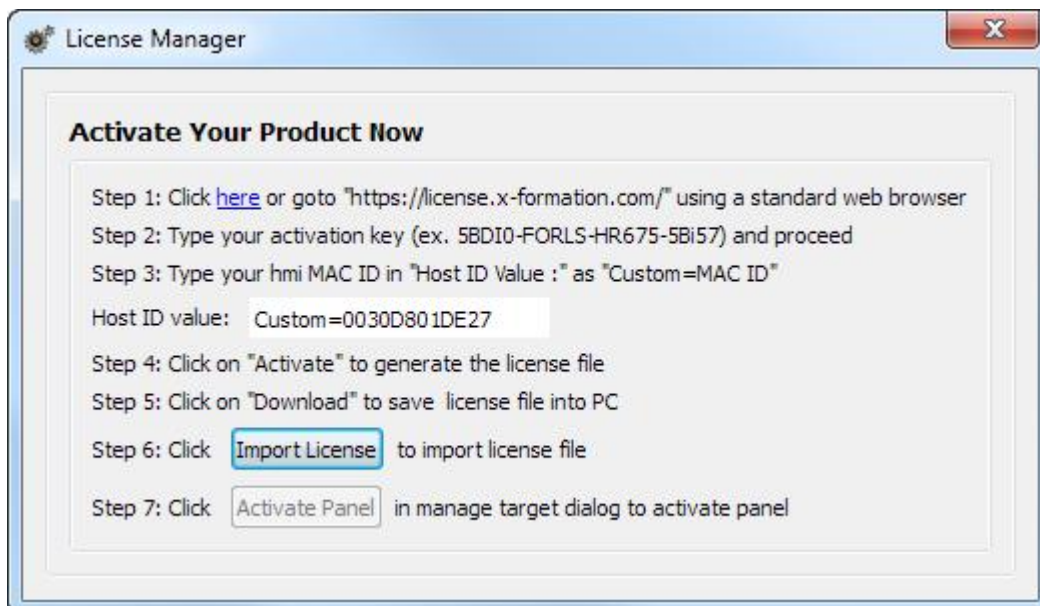 License Manager
Activate Your Product Now
Step 1: Click here or goto "https://license.x-formation.com/" using a standard web browser
Step 2: Type your activation key (ex. 5BDI0-FORLS-HR675-5Bi57) and proceed
Step 3: Type your hmi MAC ID in "Host ID Value :" as "Custom=MAC ID"
Host ID value: Custom=0030D801DE27
Step 4: Click on "Activate" to generate the license file
Step 5: Click on "Download" to save license file into PC
Step 6: Click Import License to import license file
Step 7: Click Activate Panel in manage target dialog to activate panel